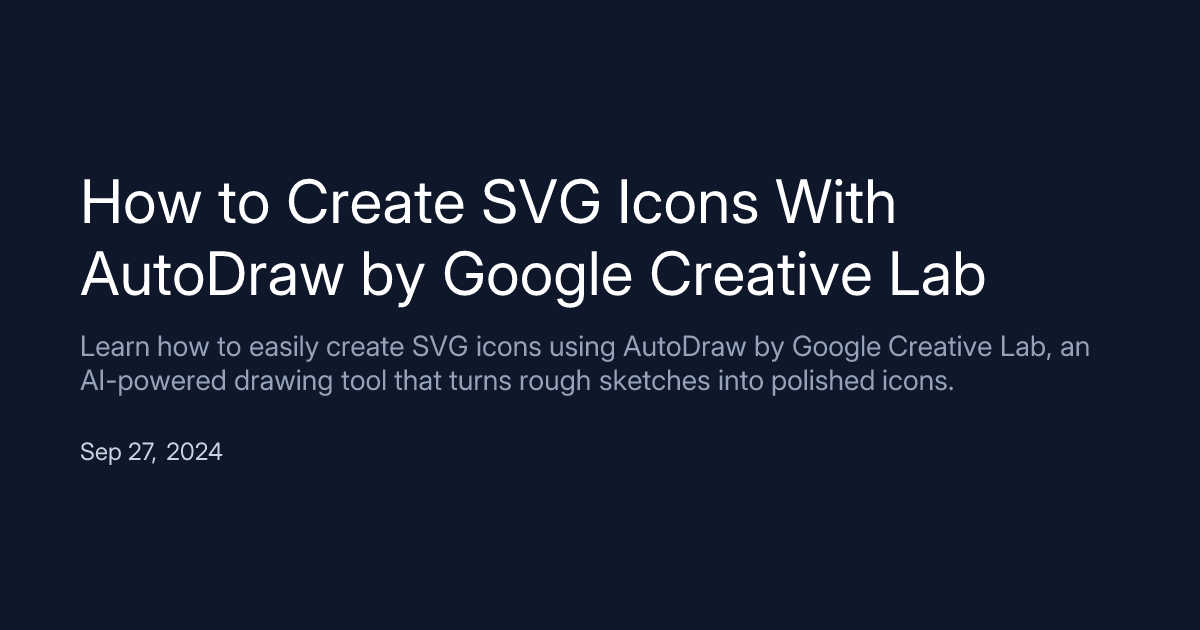 How to Create SVG Icons With
AutoDraw by Google Creative Lab
Learn how to easily create SVG icons using AutoDraw by Google Creative Lab, an
AI-powered drawing tool that turns rough sketches into polished icons.
Sep 27, 2024